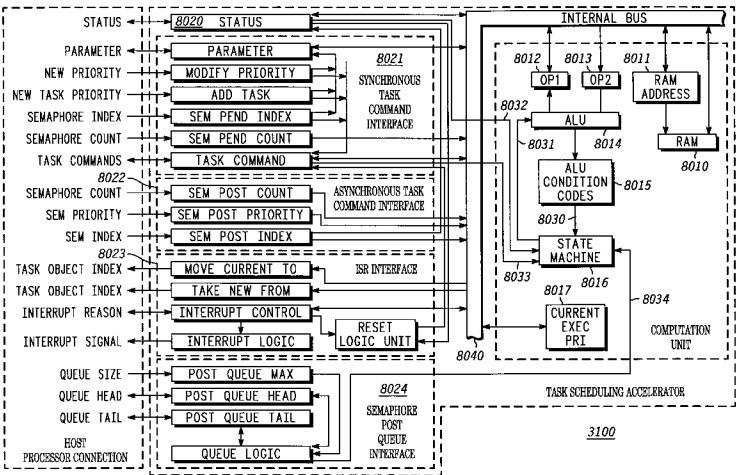 INTERNAL BUS
STATUS
8020 STATUS
PARAMETER
PARAMETER
8021
NEW PRIORITY
MODIFY PRIORITY
SYNCHRONOUS
TASK
COMMAND
INTERFACE
NEW TASK PRIORITY
ADD TASK
SEMAPHORE INDEX
SEM PEND INDEX
SEMAPHORE COUNT
SEM PEND COUNT
TASK COMMANDS
TASK COMMAND
8022
SEMAPHORE COUNT
SEM POST COUNT
ASYNCHRONOUS TASK
COMMAND INTERFACE
SEM PRIORITY
SEM POST PRIORITY
SEM INDEX
SEM POST INDEX
8023
TASK OBJECT INDEX
MOVE CURRENT TO
ISR INTERFACE
TASK OBJECT INDEX
TAKE NEW FROM
INTERRUPT REASON
INTERRUPT CONTROL
INTERRUPT SIGNAL
INTERRUPT LOGIC
RESET
LOGIC UNIT
QUEUE SIZE
POST QUEUE MAX
8024
QUEUE HEAD
POST QUEUE HEAD
SEMAPHORE
POST
QUEUE
INTERFACE
QUEUE TAIL
POST QUEUE TAIL
QUEUE LOGIC
HOST
PROCESSOR CONNECTION
8012
8013
8011
OP1
OP2
RAM
ADDRESS
8032
8031
ALU
8014
RAM
8010
ALU
CONDITION
CODES
8015
8030
STATE
MACHINE
8016
8033
8034
8017
CURRENT
EXEC
PRI
COMPUTATION
UNIT
8040
TASK SCHEDULING ACCELERATOR
3100